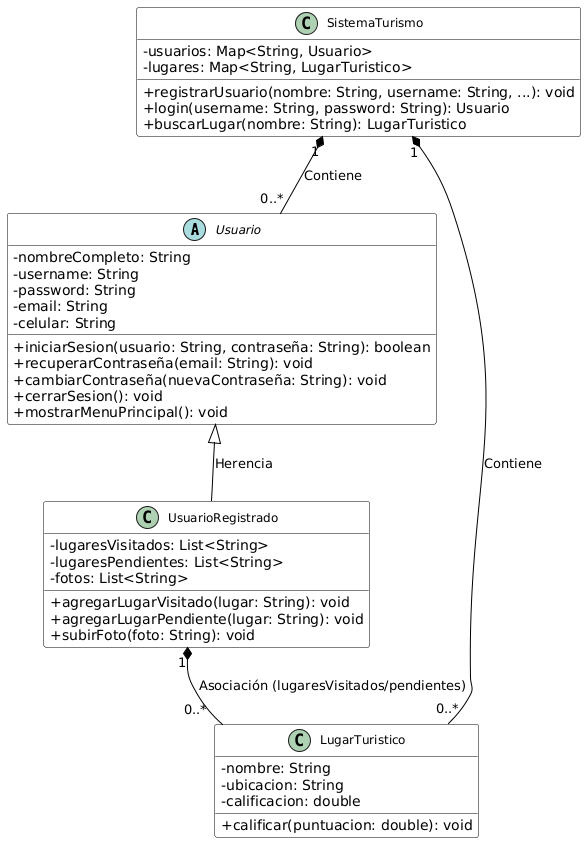 C SistemaTurismo
-usuarios: Map<String, Usuario>
-lugares: Map<String, LugarTuristico>
+registrarUsuario(nombre: String, username: String, ...): void
+login(username: String, password: String): Usuario
+buscarLugar(nombre: String): LugarTuristico
1
1
Contiene
0..*
A Usuario
-nombreCompleto: String
-username: String
-password: String
-email: String
-celular: String
+iniciarSesion(usuario: String, contraseña: String): boolean
+recuperarContraseña(email: String): void
+cambiarContraseña(nuevaContraseña: String): void
+cerrarSesion(): void
+mostrarMenuPrincipal(): void
Herencia
Contiene
C UsuarioRegistrado
-lugaresVisitados: List<String>
-lugaresPendientes: List<String>
-fotos: List<String>
+agregarLugarVisitado(lugar: String): void
+agregarLugarPendiente(lugar: String): void
+subirFoto(foto: String): void
1
Asociación (lugaresVisitados/pendientes)
0..*
0..*
C LugarTuristico
-nombre: String
-ubicacion: String
-calificacion: double
+calificar(puntuacion: double): void